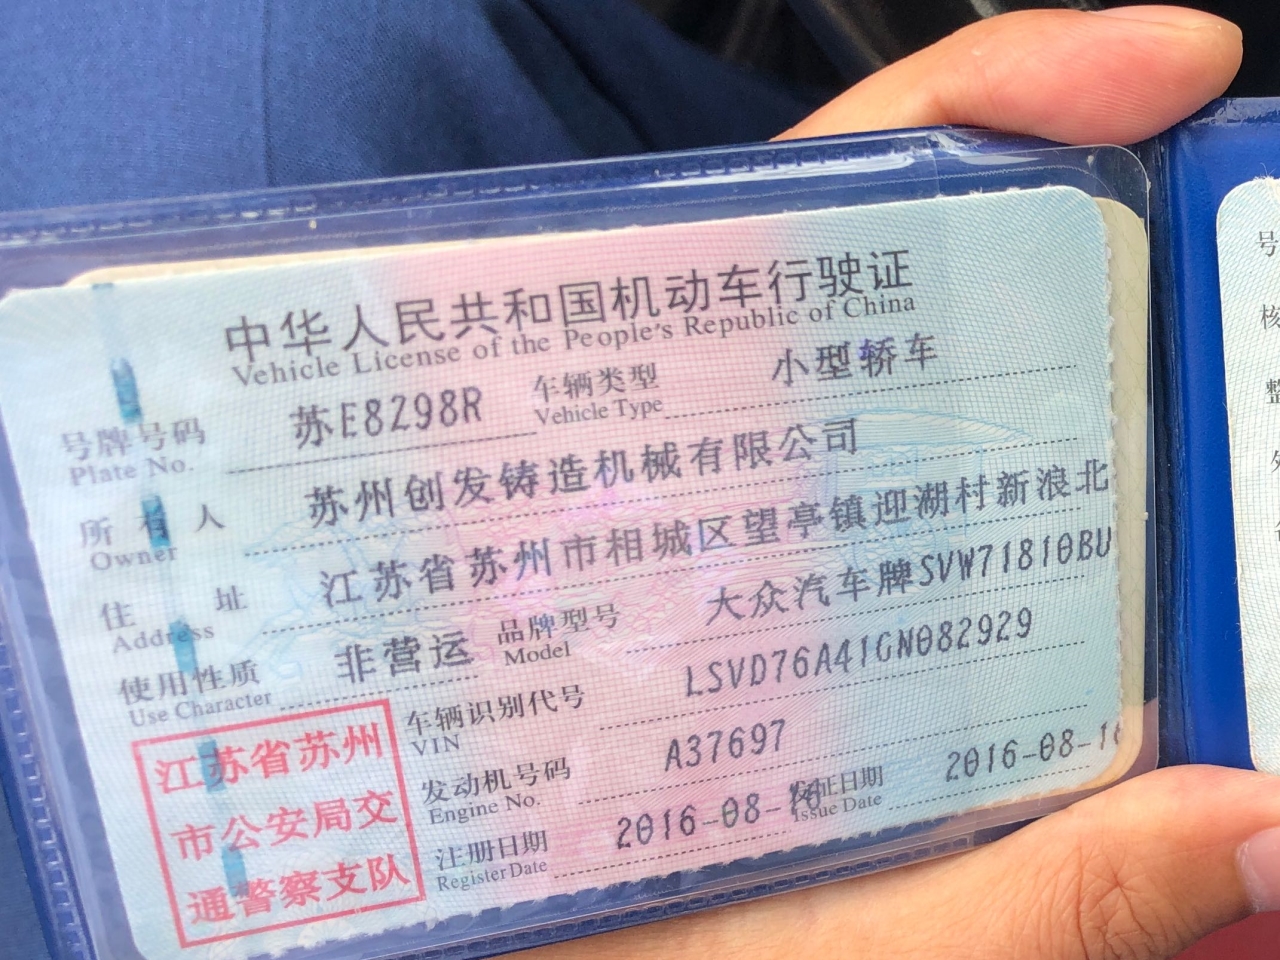 中华人民共和国机动车行驶证
Vehicle License of the People's Republic of China
号牌号码 苏E8Z98R 车辆类型 小型轿车
Plate No. Vehicle Type
所有人 苏州创发铸造机械有限公司
Owner
住址 江苏省苏州市相城区望亭镇迎湖村新浪北
Address
使用性质 非营运 品牌型号 大众汽车牌SVW71810BU
Use Character Model
车辆识别代号 LSVD76A41GN082929
VIN
发动机号码 A37697
Engine No.
注册日期 2016-08-16 发证日期 2016-08-16
Register Date Issue Date
江苏省苏州
市公安局交
通警察支队
号
核
整